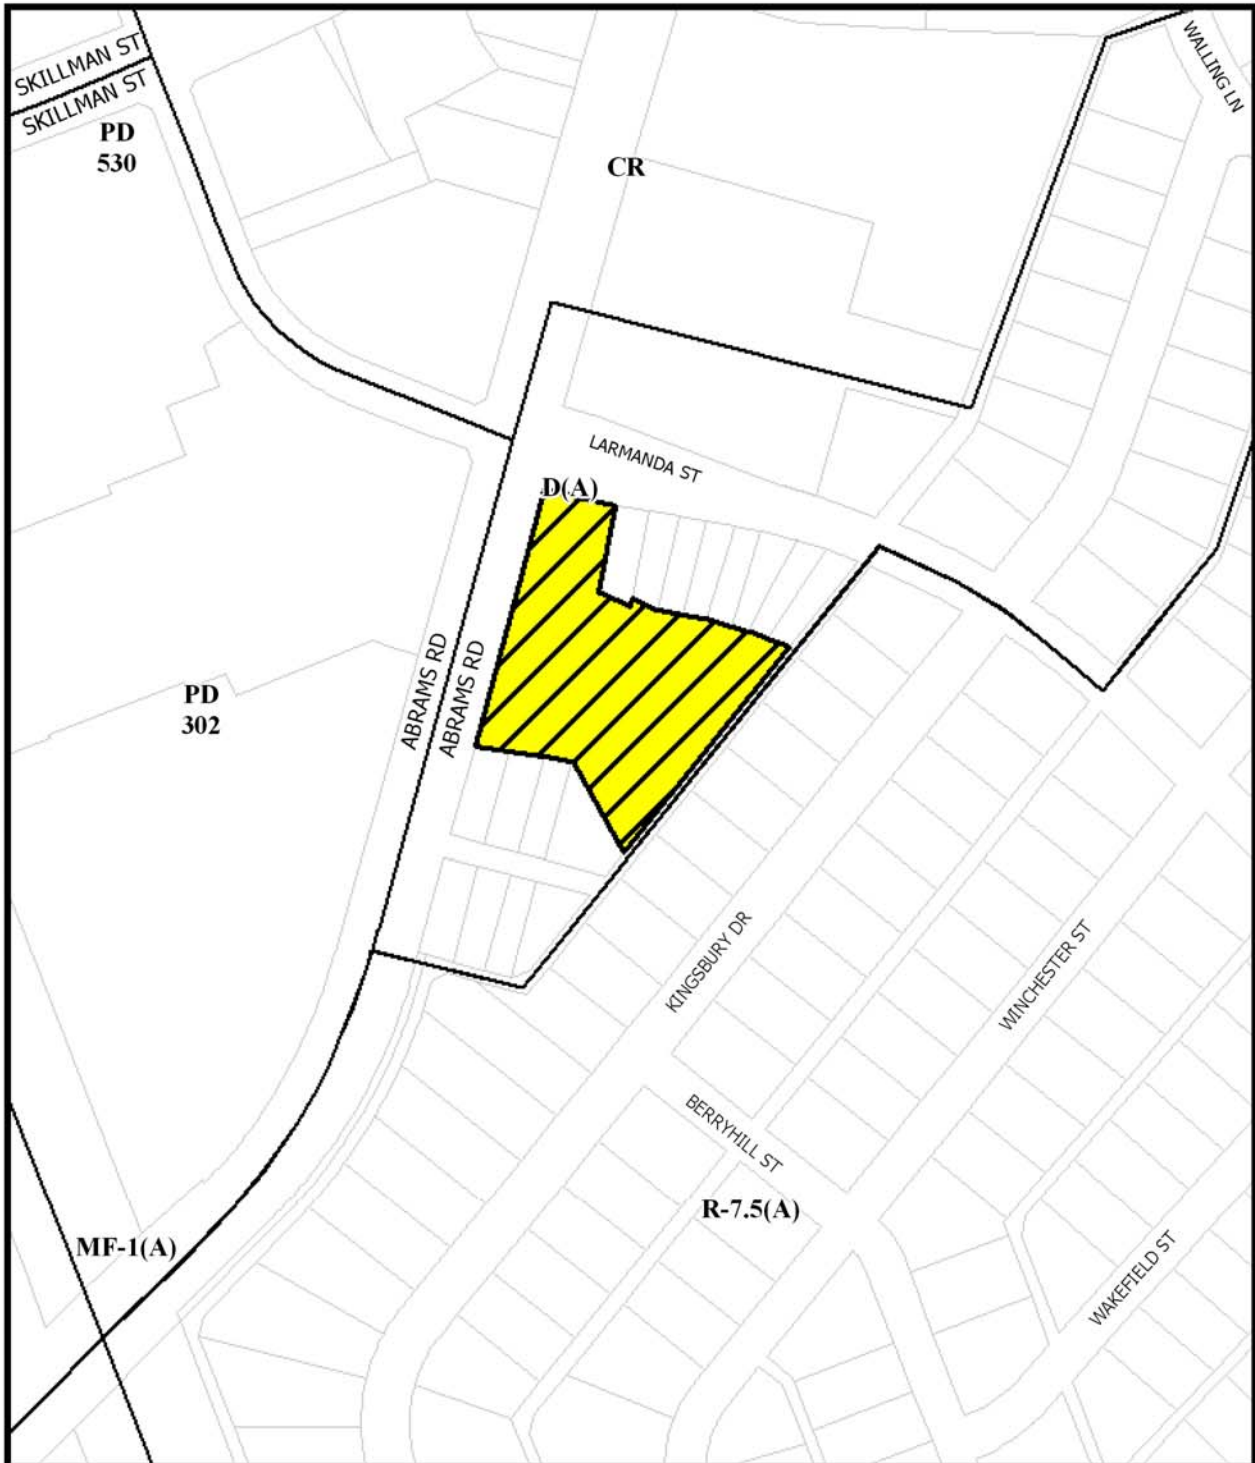 SKILLMAN ST
SKILLMAN ST
WALLING LN
PD
530
CR
LARMANDA ST
D(A)
ABRAMS RD
ABRAMS RD
PD
302
KINGSBURY DR
WINCHESTER ST
BERRYHILL ST
R-7.5(A)
MF-1(A)
WAKEFIELD ST